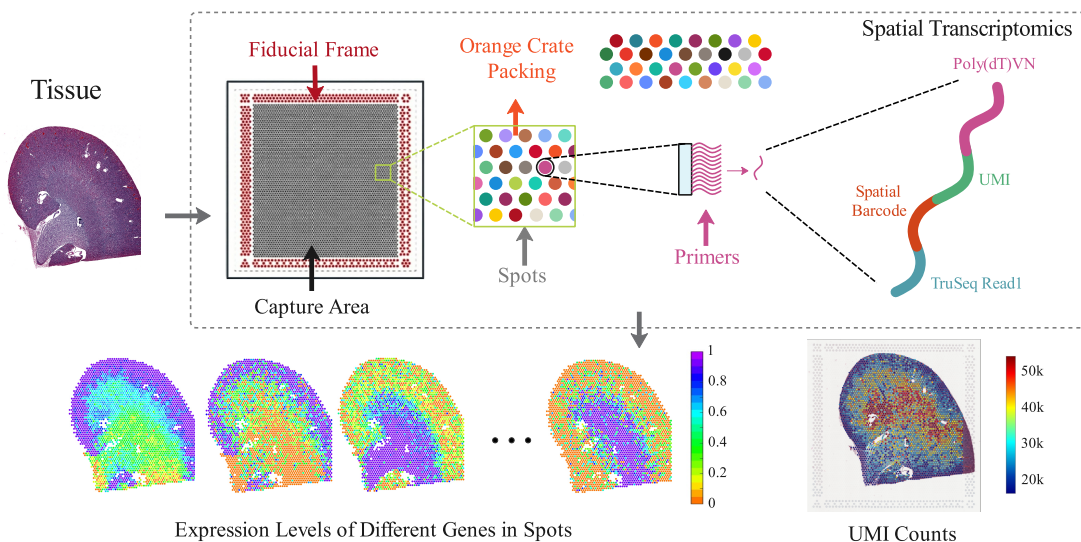 Spatial Transcriptomics
Fiducial Frame
Orange Crate
Packing
Poly(dT)VN
Tissue
UMI
Spatial
Barcode
Primers
Spots
TruSeq Read1
Capture Area
1
0.8
0.6
0.4
0.2
0
50k
40k
30k
20k
Expression Levels of Different Genes in Spots
UMI Counts